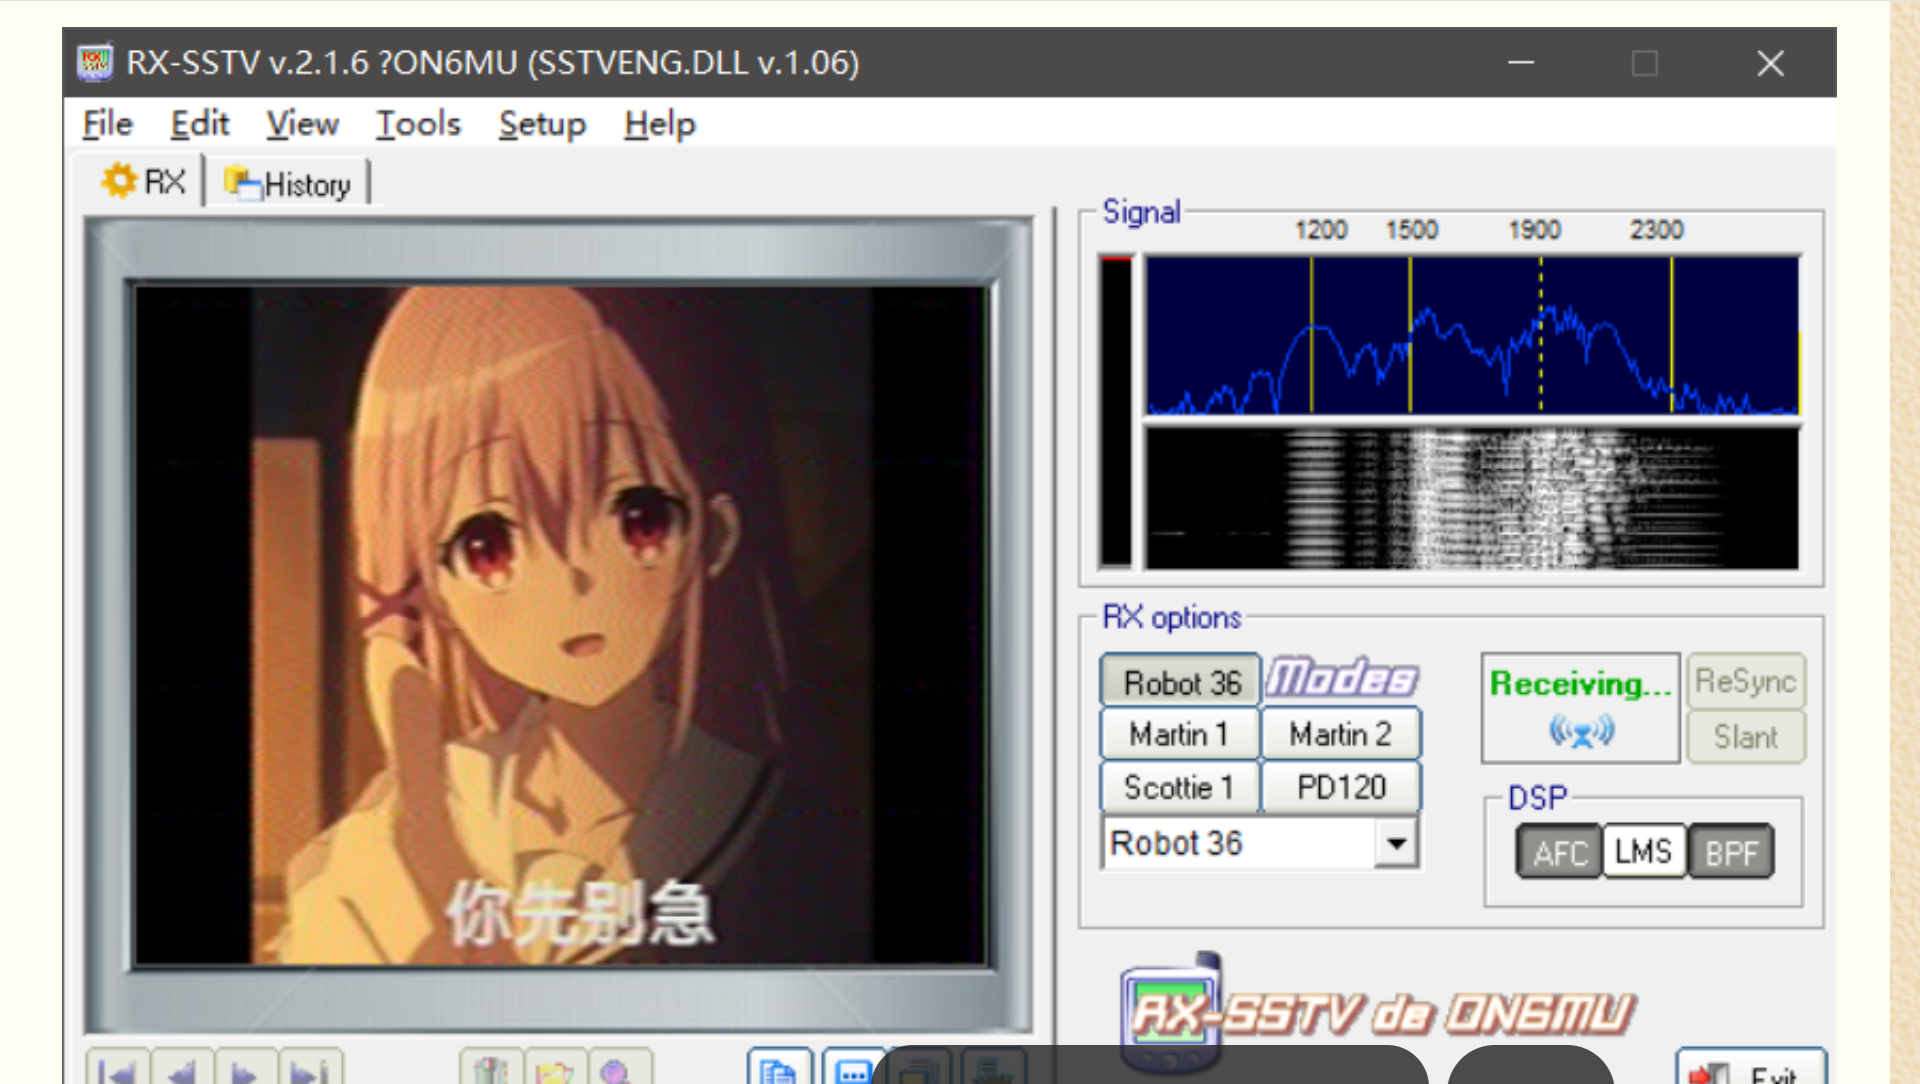 RX-SSTV v.2.1.6 ?ON6MU (SSTVENG.DLL v.1.06)
File Edit View Tools Setup Help
RX History
Signal
1200 1500 1900 2300
你先别急
RX options
Robot 36 Modes
Martin 1 Martin 2
Scottie 1 PD120
Robot 36
Receiving... ReSync
Slant
DSP
AFC LMS BPF
RX-SSTV de ON6MU
Exit